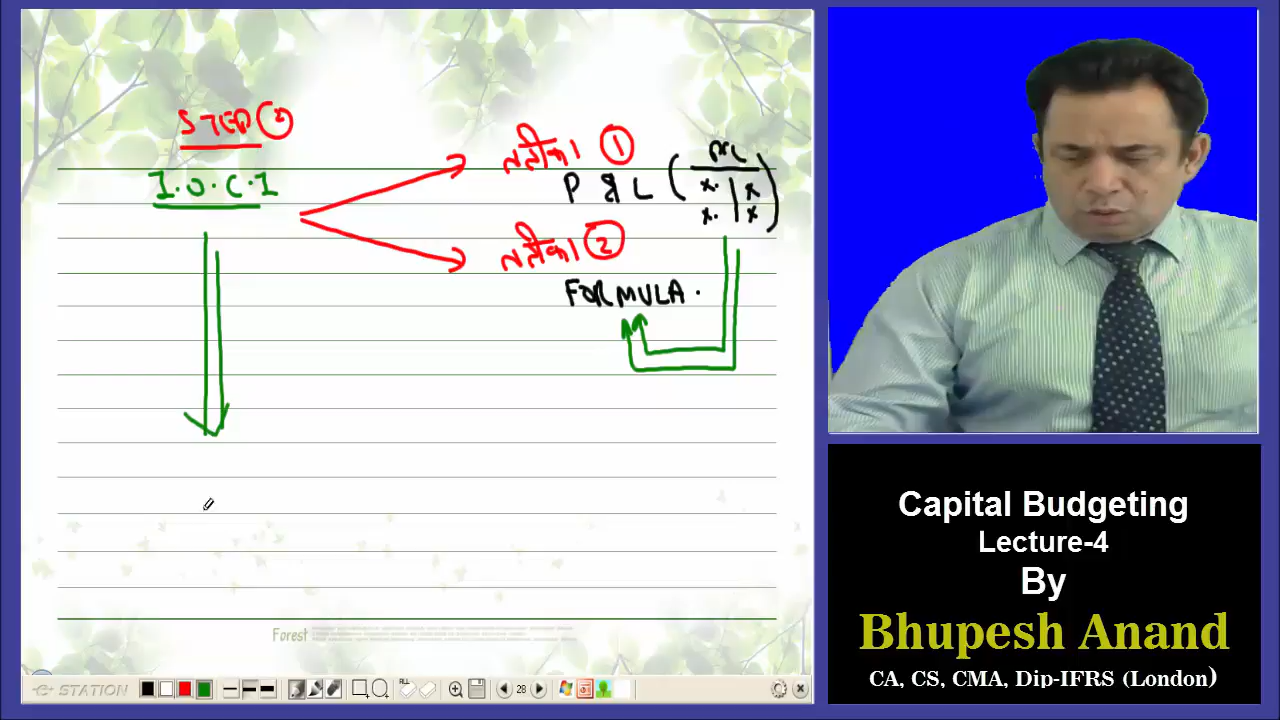 STEP 2
I.O.C.I
तरीका 1
P & L
x. | x
x. | x
तरीका 2
FORMULA.
Forest
STATION
28
Capital Budgeting
Lecture-4
By
Bhupesh Anand
CA, CS, CMA, Dip-IFRS (London)